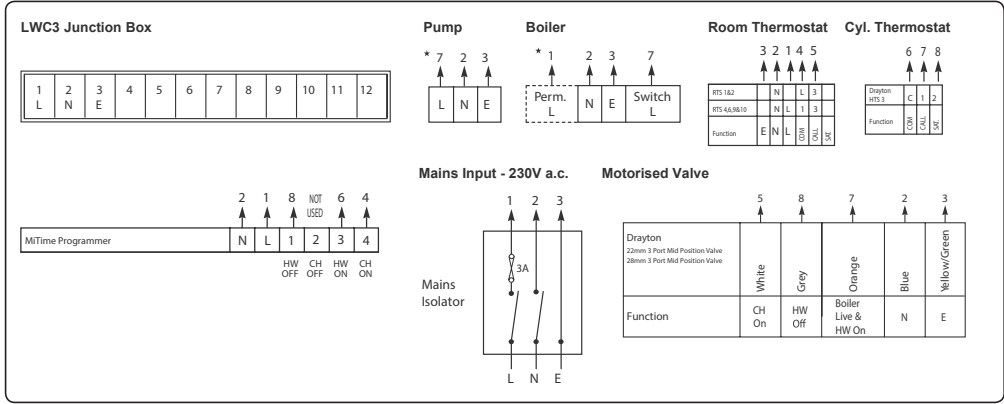 LWC3 Junction Box
1 2 3 4 5 6 7 8 9 10 11 12
L N E
Pump
* 7 2 3
L N E
Boiler
* 1 2 3 7
Perm. L N E Switch L
Room Thermostat
3 2 1 4 5
RTS 1&2 N L 3
RTS 4,6,9&10 N L 1 3
Function E N L COM CALL SAT.
Cyl. Thermostat
6 7 8
Drayton
HTS 3 C 1 2
Function COM CALL SAT.
2 1 8 NOT USED 6 4
MiTime Programmer N L 1 2 3 4
HW OFF CH OFF HW ON CH ON
Mains Input - 230V a.c.
1 2 3
3A
Mains
Isolator
L N E
Motorised Valve
5 8 7 2 3
Drayton
22mm 3 Port Mid Position Valve
28mm 3 Port Mid Position Valve
White Grey Orange Blue Yellow/Green
Function CH On HW Off Boiler Live & HW On N E